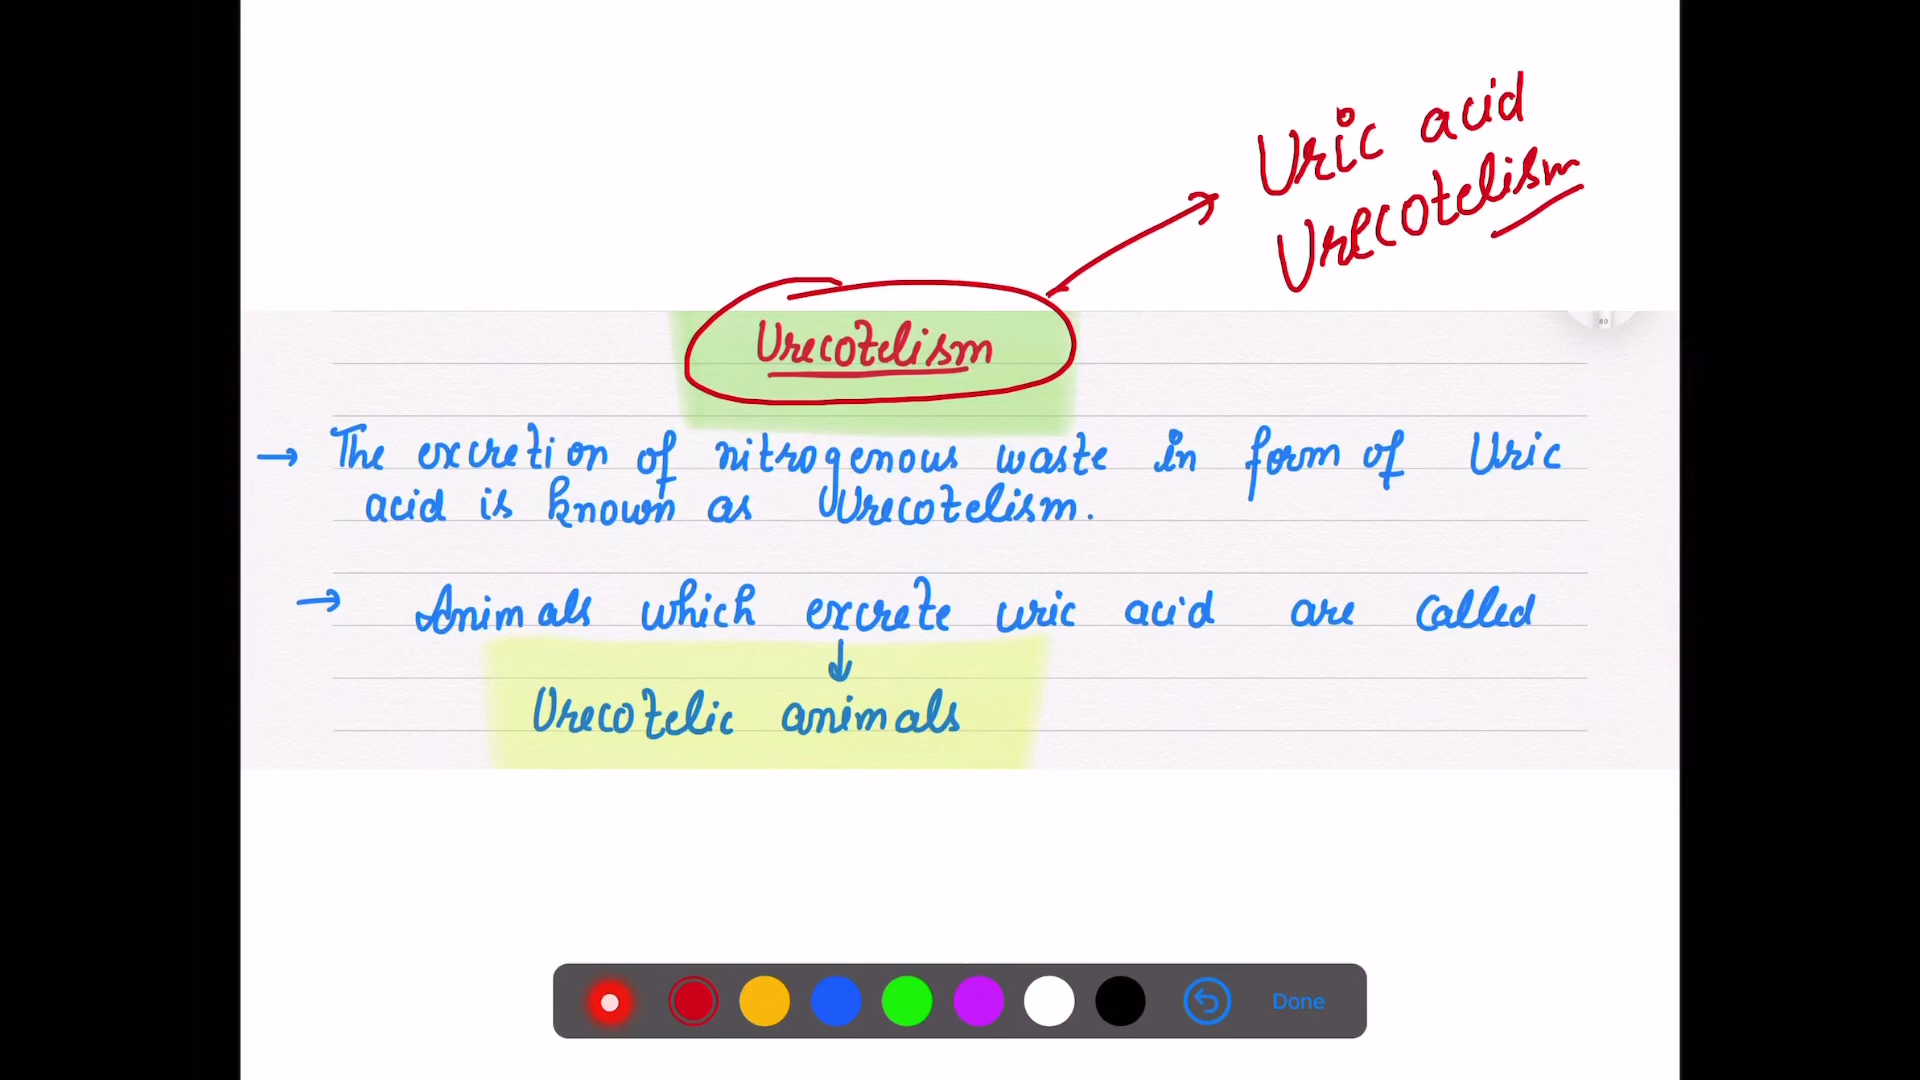 Uric acid
Urecotelism
Urecotelism
→ The excretion of nitrogenous waste in form of Uric
acid is known as Urecotelism.
→ Animals which excrete uric acid are called
↓
Urecotelic animals
80
Done